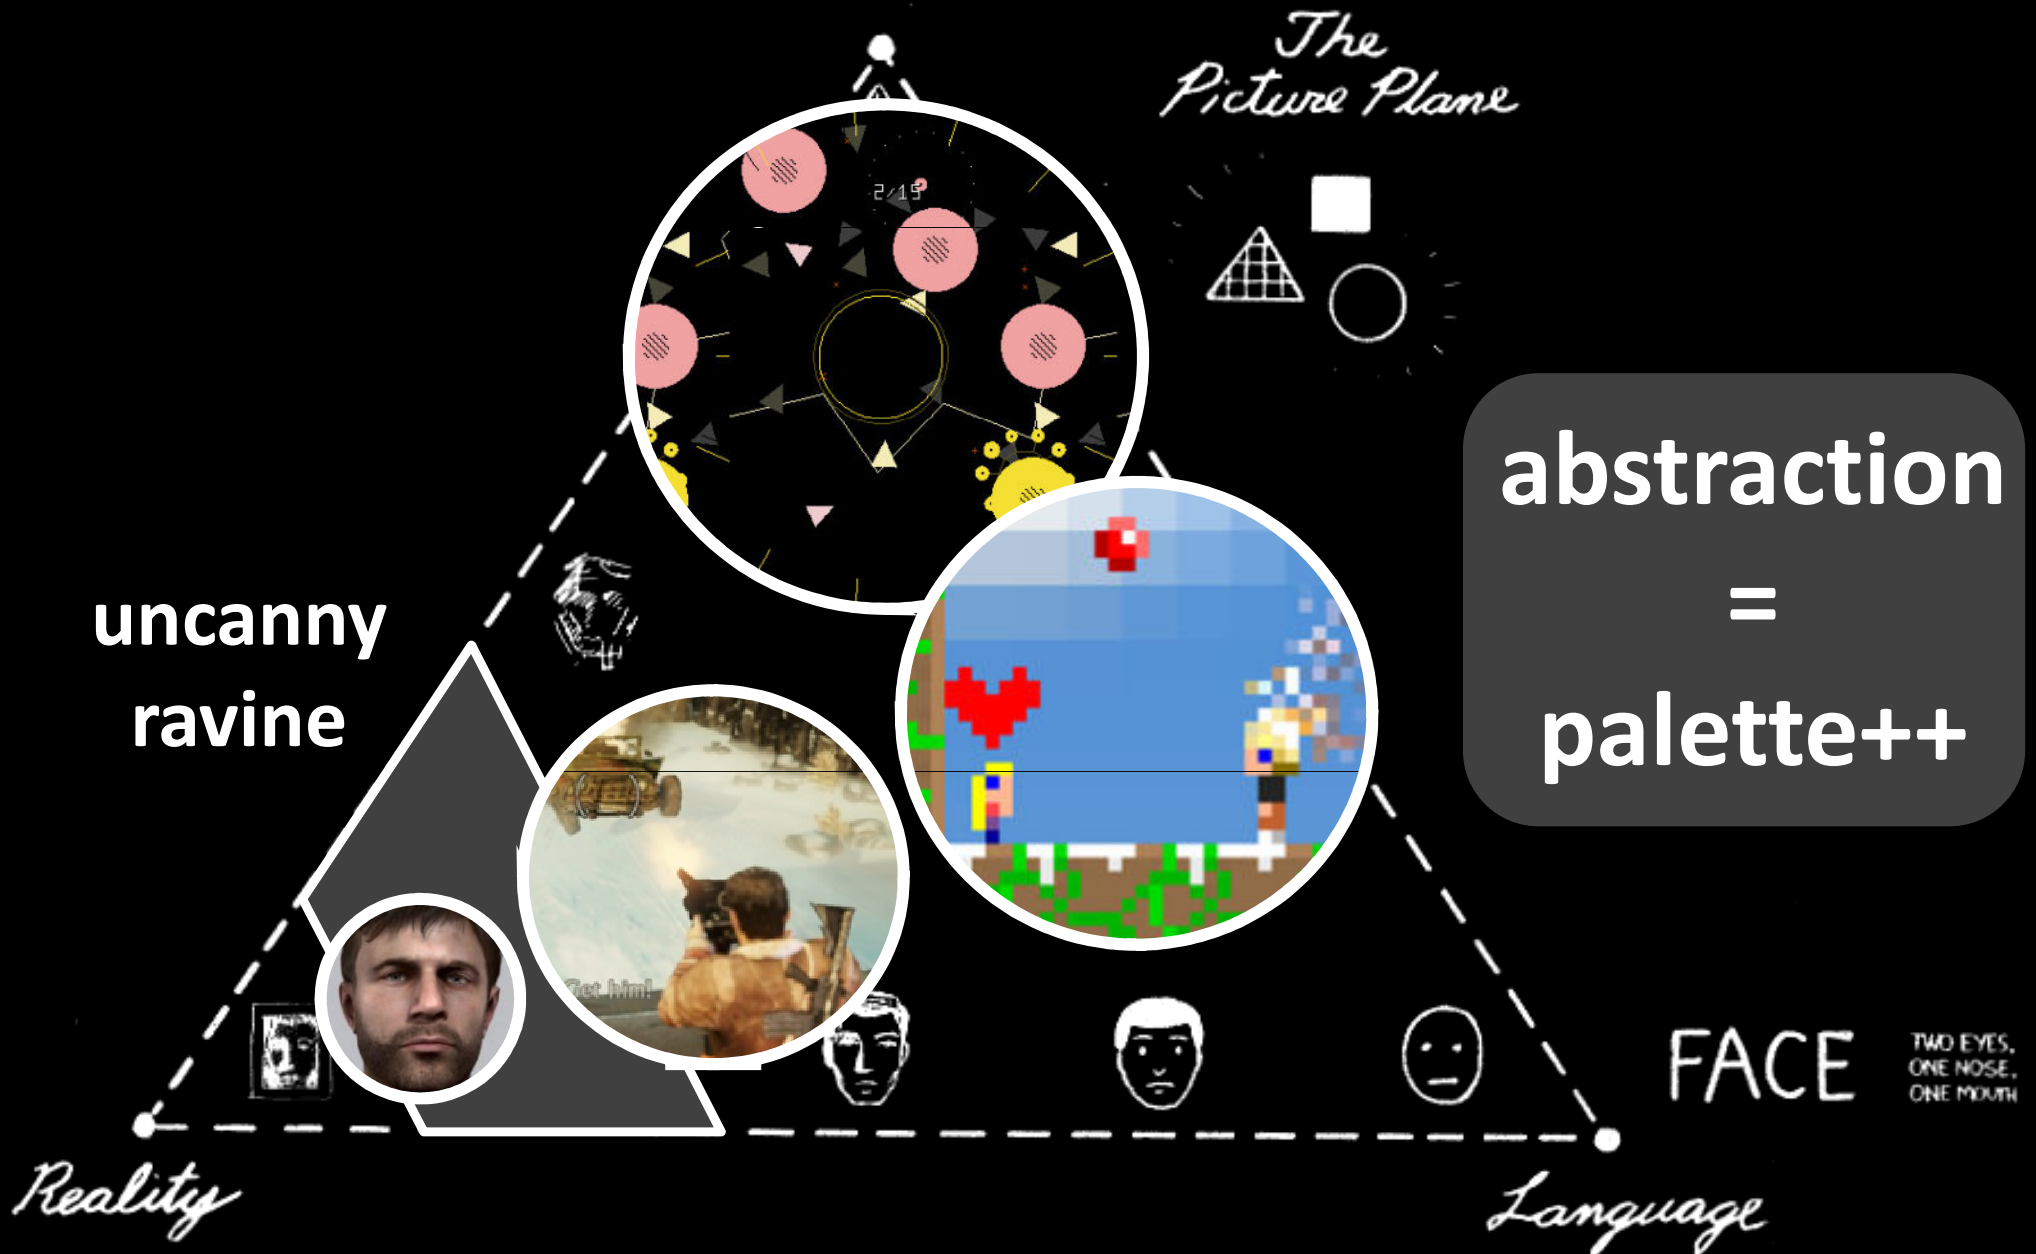 The
Picture Plane
2/15
abstraction
=
palette++
uncanny
ravine
Get him!
FACE
TWO EYES,
ONE NOSE,
ONE MOUTH
Reality
Language